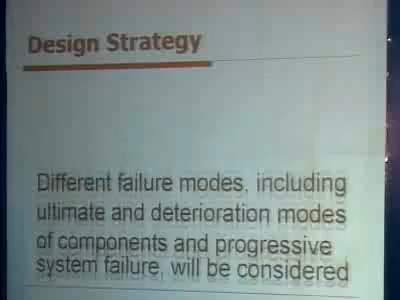 Design Strategy
Different failure modes, including
ultimate and deterioration modes
of components and progressive
system failure, will be considered